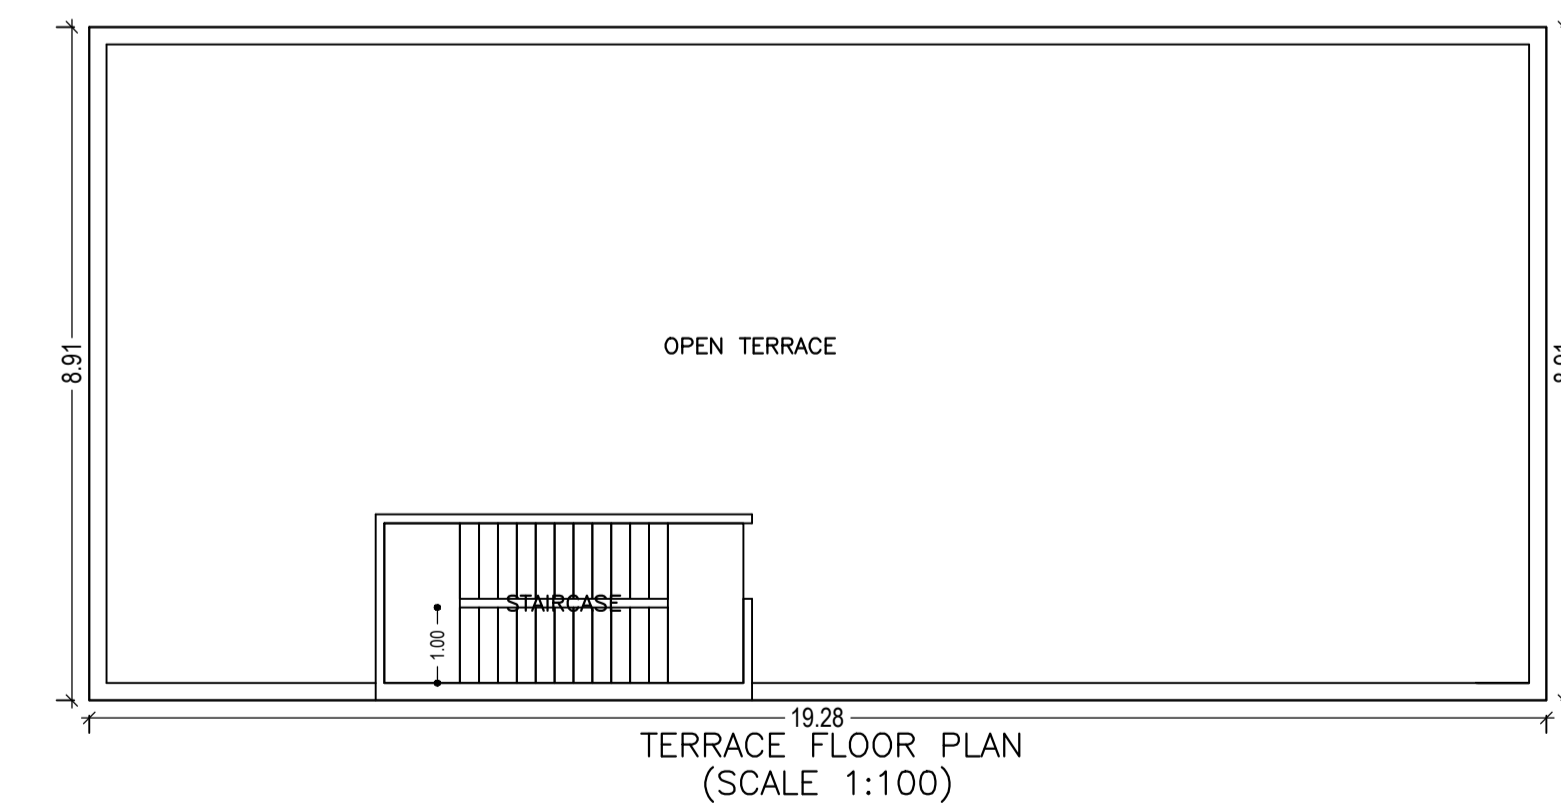 8.91
OPEN TERRACE
STAIRCASE
1.00
19.28
TERRACE FLOOR PLAN
(SCALE 1:100)